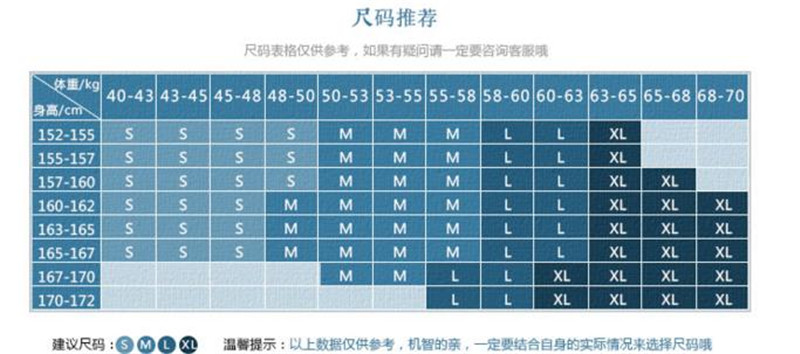 尺码推荐
尺码表格仅供参考，如果有疑问请一定要咨询客服哦
体重/kg 40-43 43-45 45-48 48-50 50-53 53-55 55-58 58-60 60-63 63-65 65-68 68-70
身高/cm
152-155 S S S S M M M L L XL
155-157 S S S S M M M L L XL
157-160 S S S S M M M L L XL XL
160-162 S S S M M M M L L XL XL XL
163-165 S S S M M M M L L XL XL XL
165-167 S S S M M M M L L XL XL XL
167-170 M M L L XL XL XL XL
170-172 L L XL XL XL XL
建议尺码：S M L XL 温馨提示：以上数据仅供参考，机智的亲，一定要结合自身的实际情况来选择尺码哦